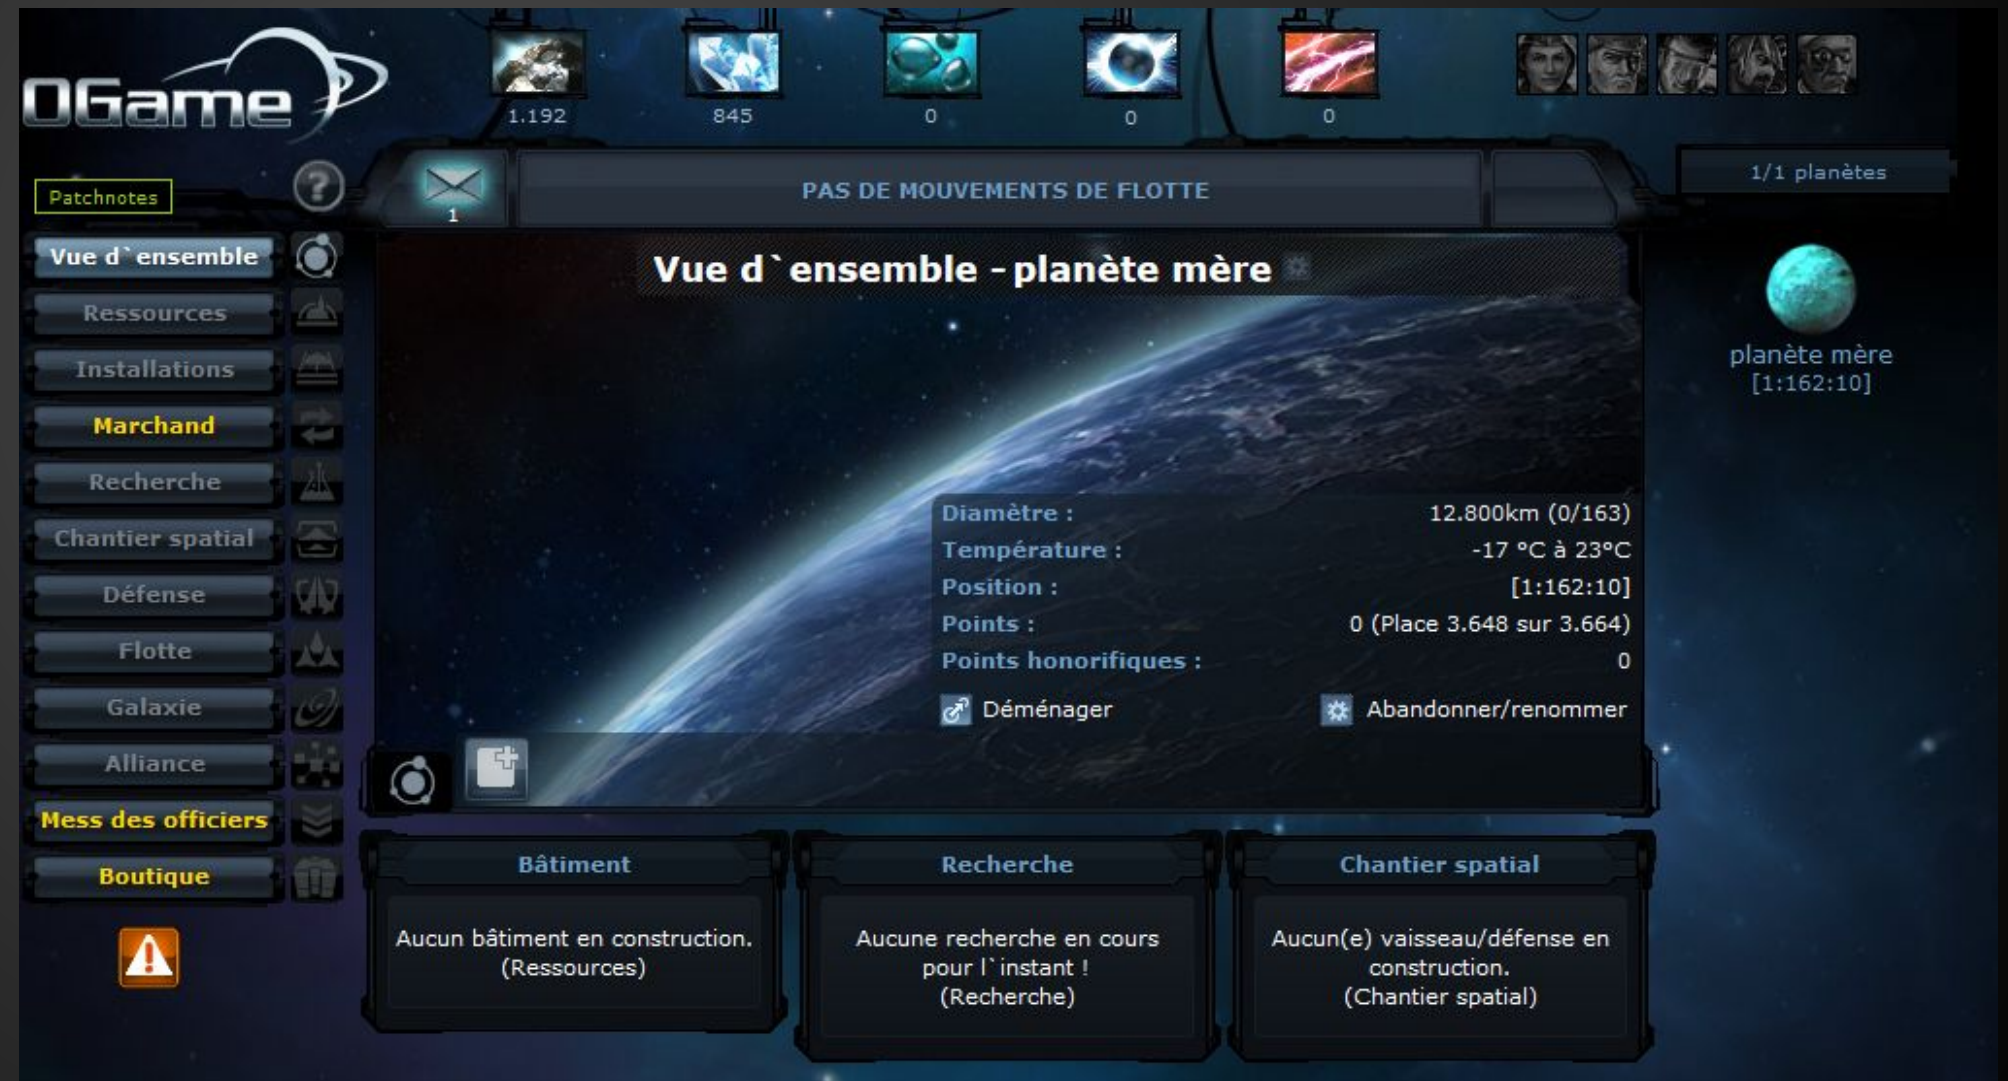 OGame
1.192
845
0
0
0
Patchnotes
?
1
PAS DE MOUVEMENTS DE FLOTTE
1/1 planètes
Vue d`ensemble
Ressources
Installations
Marchand
Recherche
Chantier spatial
Défense
Flotte
Galaxie
Alliance
Mess des officiers
Boutique
Vue d`ensemble - planète mère
planète mère
[1:162:10]
Diamètre : 12.800km (0/163)
Température : -17 °C à 23°C
Position : [1:162:10]
Points : 0 (Place 3.648 sur 3.664)
Points honorifiques : 0
Déménager
Abandonner/renommer
Bâtiment
Aucun bâtiment en construction.
(Ressources)
Recherche
Aucune recherche en cours
pour l`instant !
(Recherche)
Chantier spatial
Aucun(e) vaisseau/défense en
construction.
(Chantier spatial)